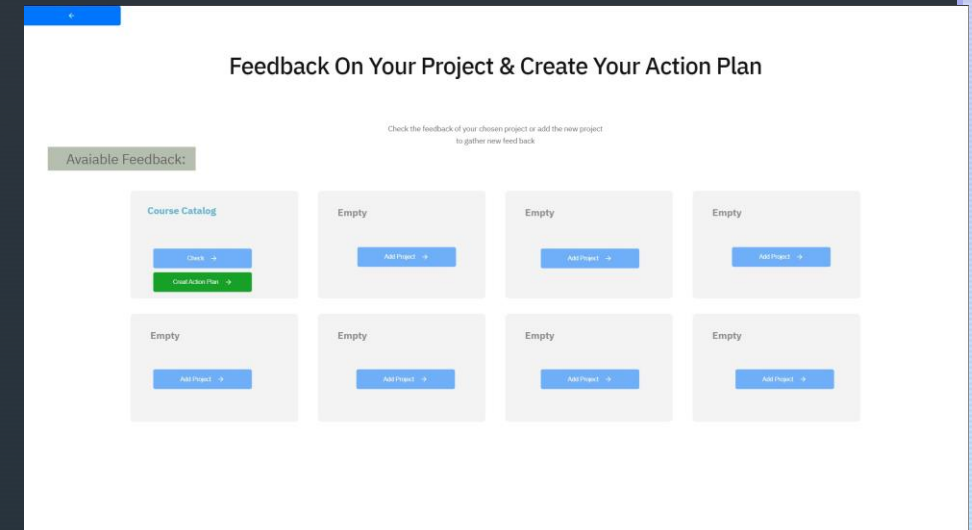 ←
Feedback On Your Project & Create Your Action Plan
Check the feedback of your chosen project or add the new project
to gather new feed back
Avaiable Feedback:
Course Catalog
Check →
Creat Action Plan →
Empty
Add Project →
Empty
Add Project →
Empty
Add Project →
Empty
Add Project →
Empty
Add Project →
Empty
Add Project →
Empty
Add Project →